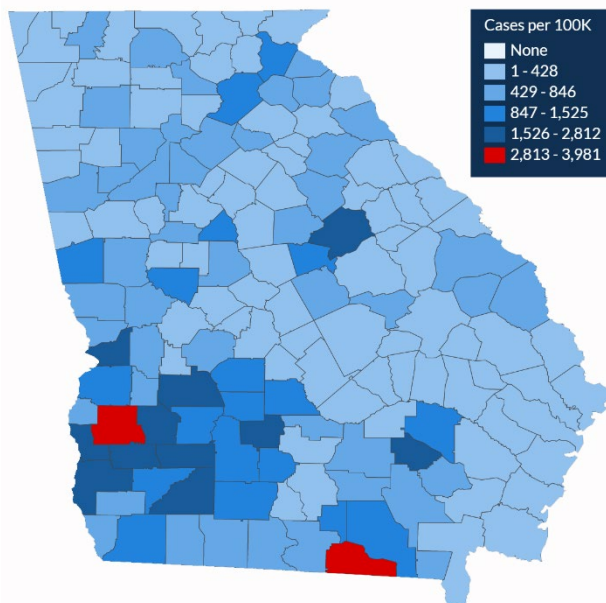 Cases per 100K
None
1 - 428
429 - 846
847 - 1,525
1,526 - 2,812
2,813 - 3,981